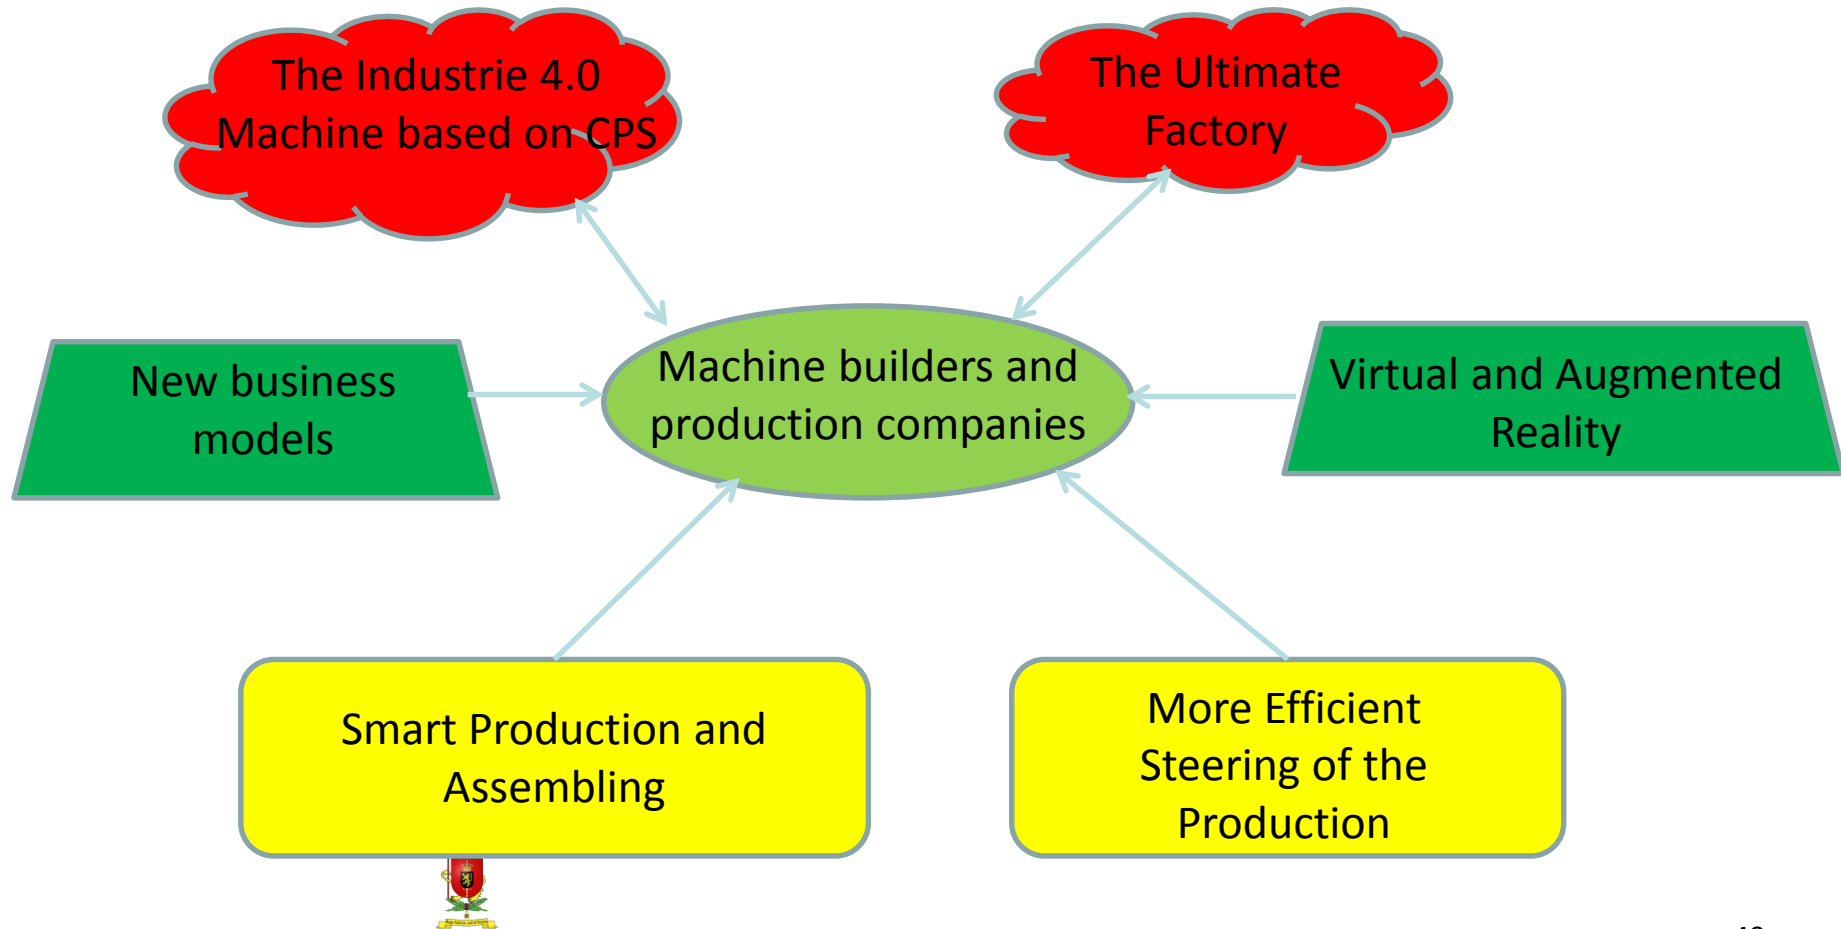 The Industrie 4.0
Machine based on CPS
The Ultimate
Factory
New business
models
Machine builders and
production companies
Virtual and Augmented
Reality
Smart Production and
Assembling
More Efficient
Steering of the
Production